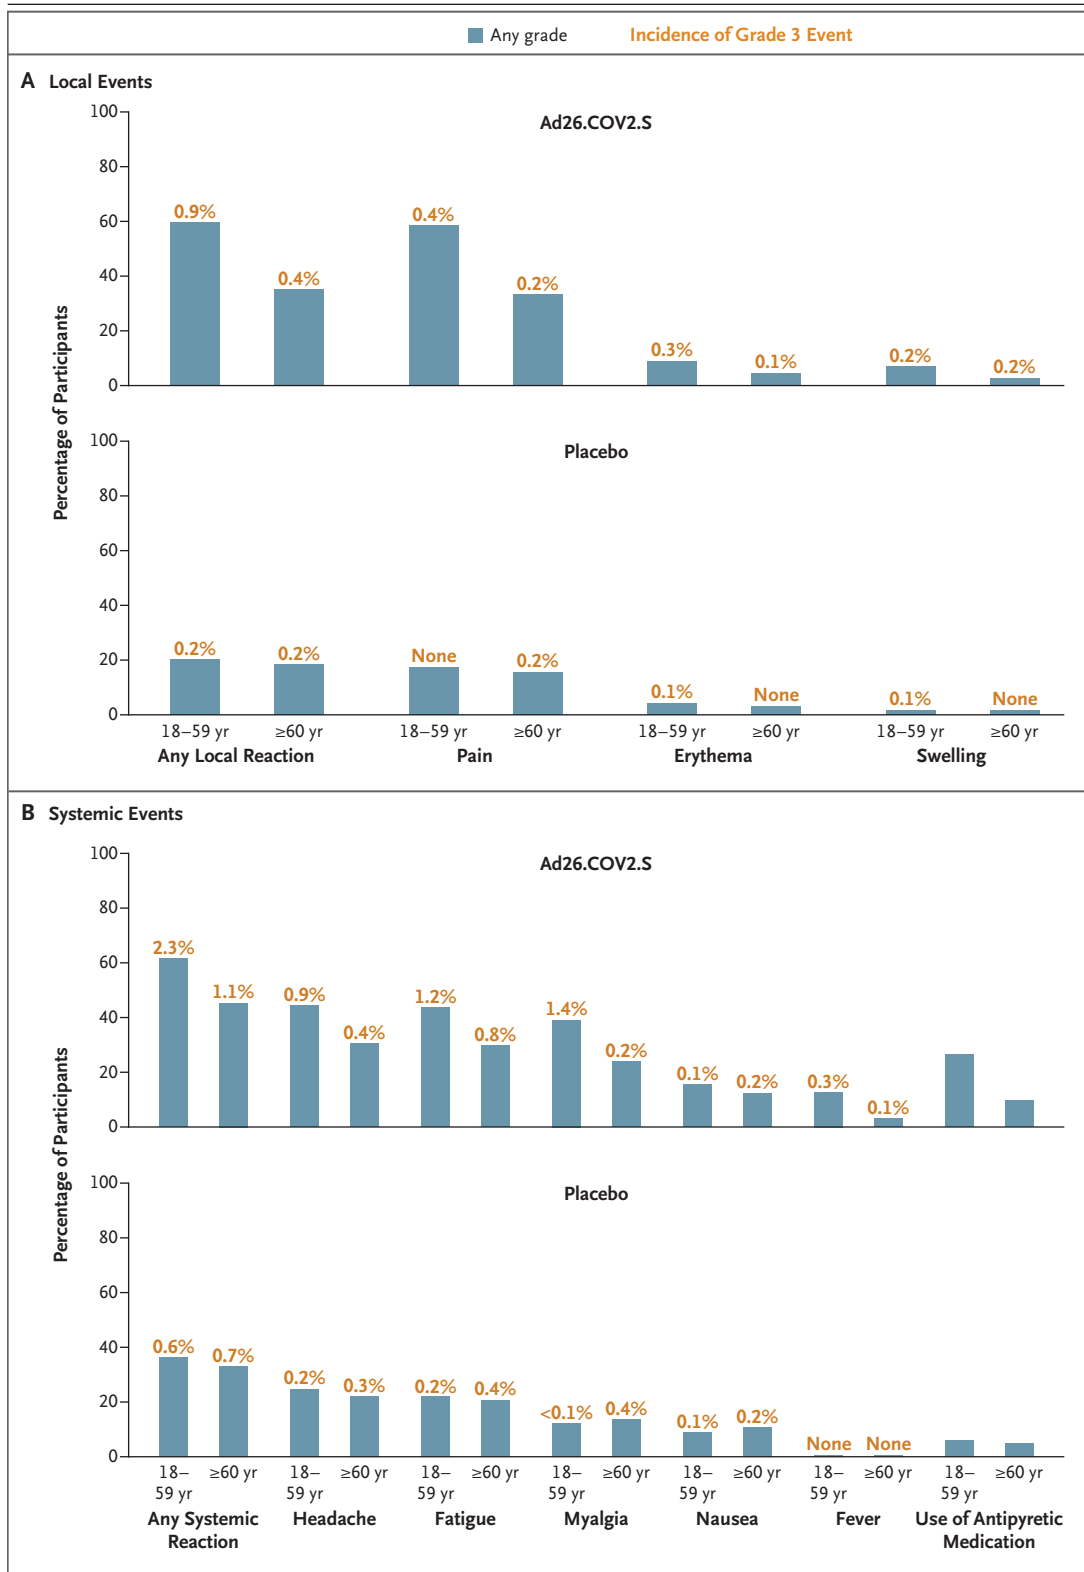 Any grade Incidence of Grade 3 Event
A Local Events
Ad26.COV2.S
Percentage of Participants
100
80
60
40
20
0
0.9% 0.4% 0.4% 0.2% 0.3% 0.1% 0.2% 0.2%
Placebo
100
80
60
40
20
0
0.2% 0.2% None 0.2% 0.1% None 0.1% None
18–59 yr ≥60 yr 18–59 yr ≥60 yr 18–59 yr ≥60 yr 18–59 yr ≥60 yr
Any Local Reaction Pain Erythema Swelling
B Systemic Events
Ad26.COV2.S
Percentage of Participants
100
80
60
40
20
0
2.3% 1.1% 0.9% 0.4% 1.2% 0.8% 1.4% 0.2% 0.1% 0.2% 0.3% 0.1%
Placebo
100
80
60
40
20
0
0.6% 0.7% 0.2% 0.3% 0.2% 0.4% <0.1% 0.4% 0.1% 0.2% None None
18– ≥60 yr 18– ≥60 yr 18– ≥60 yr 18– ≥60 yr 18– ≥60 yr 18– ≥60 yr 18– ≥60 yr
59 yr 59 yr 59 yr 59 yr 59 yr 59 yr 59 yr
Any Systemic Headache Fatigue Myalgia Nausea Fever Use of Antipyretic
Reaction Medication